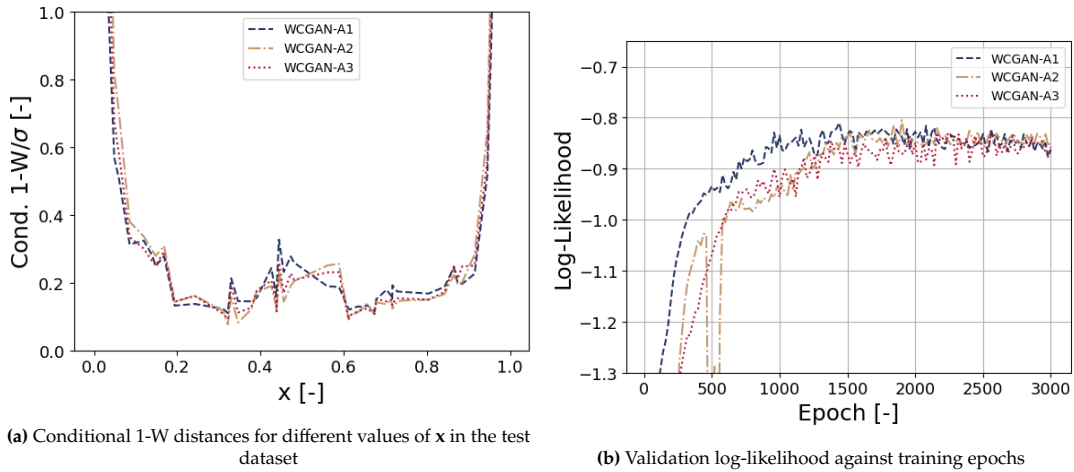 1.0
0.8
0.6
0.4
0.2
0.0
Cond. 1-W/σ [-]
WCGAN-A1
WCGAN-A2
WCGAN-A3
0.0 0.2 0.4 0.6 0.8 1.0
x [-]
(a) Conditional 1-W distances for different values of x in the test
dataset
−0.7
−0.8
−0.9
−1.0
−1.1
−1.2
−1.3
Log-Likelihood
WCGAN-A1
WCGAN-A2
WCGAN-A3
0 500 1000 1500 2000 2500 3000
Epoch [-]
(b) Validation log-likelihood against training epochs